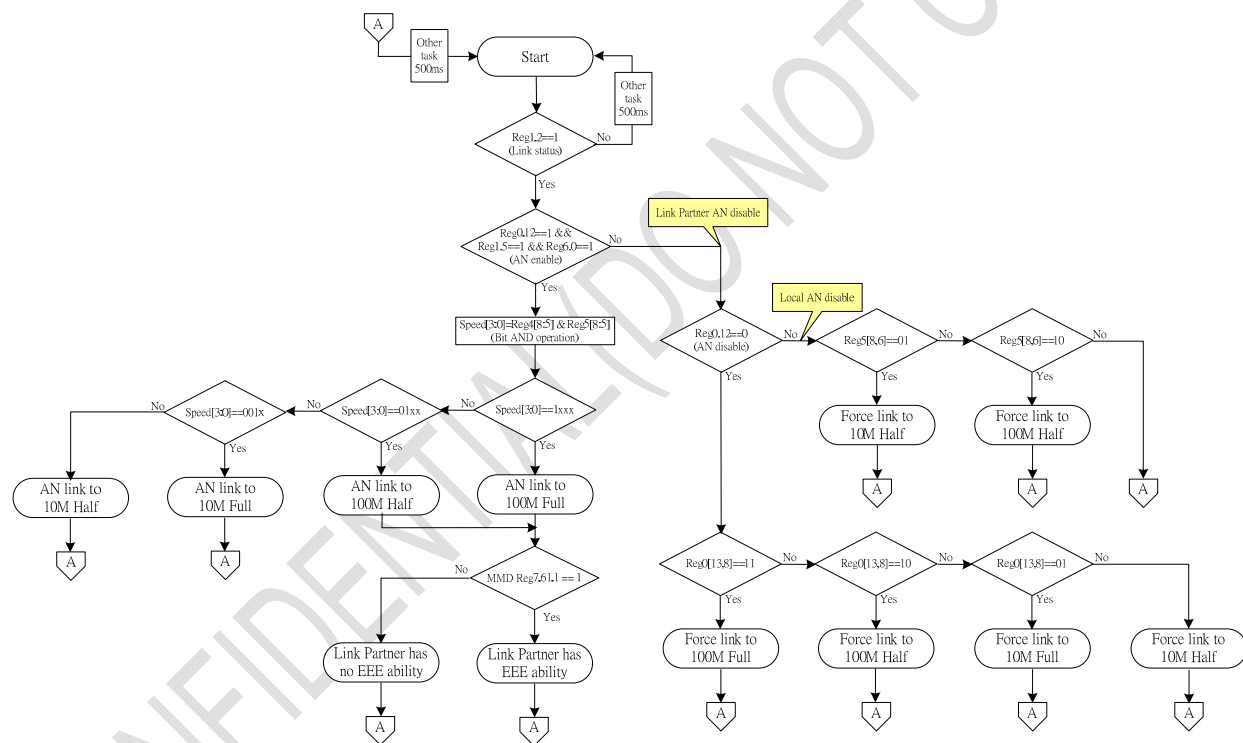 A
Other
task
500ms
Start
Other
task
500ms
Reg1.2==1
(Link status)
No
Yes
Link Partner AN disable
Reg0.12==1 &&
Reg1.5==1 && Reg6.0==1
(AN enable)
No
Yes
Local AN disable
Speed[3:0]=Reg4[8:5] & Reg5[8:5]
(Bit AND operation)
Reg0.12==0
(AN disable)
No
Reg5[8,6]==01
No
Reg5[8,6]==10
No
Yes
Yes
Yes
No
Speed[3:0]==001x
No
Speed[3:0]==01xx
No
Speed[3:0]==1xxx
Force link to
10M Half
Force link to
100M Half
Yes
Yes
Yes
AN link to
10M Half
AN link to
10M Full
AN link to
100M Half
AN link to
100M Full
A
A
A
A
A
No
MMD Reg7.61.1 == 1
Yes
Reg0[13,8]==11
No
Reg0[13,8]==10
No
Reg0[13,8]==01
No
Yes
Yes
Yes
Link Partner has
no EEE ability
Link Partner has
EEE ability
Force link to
100M Full
Force link to
100M Half
Force link to
10M Full
Force link to
10M Half
A
A
A
A
A
A
NFIDENTIAL(DO NOT